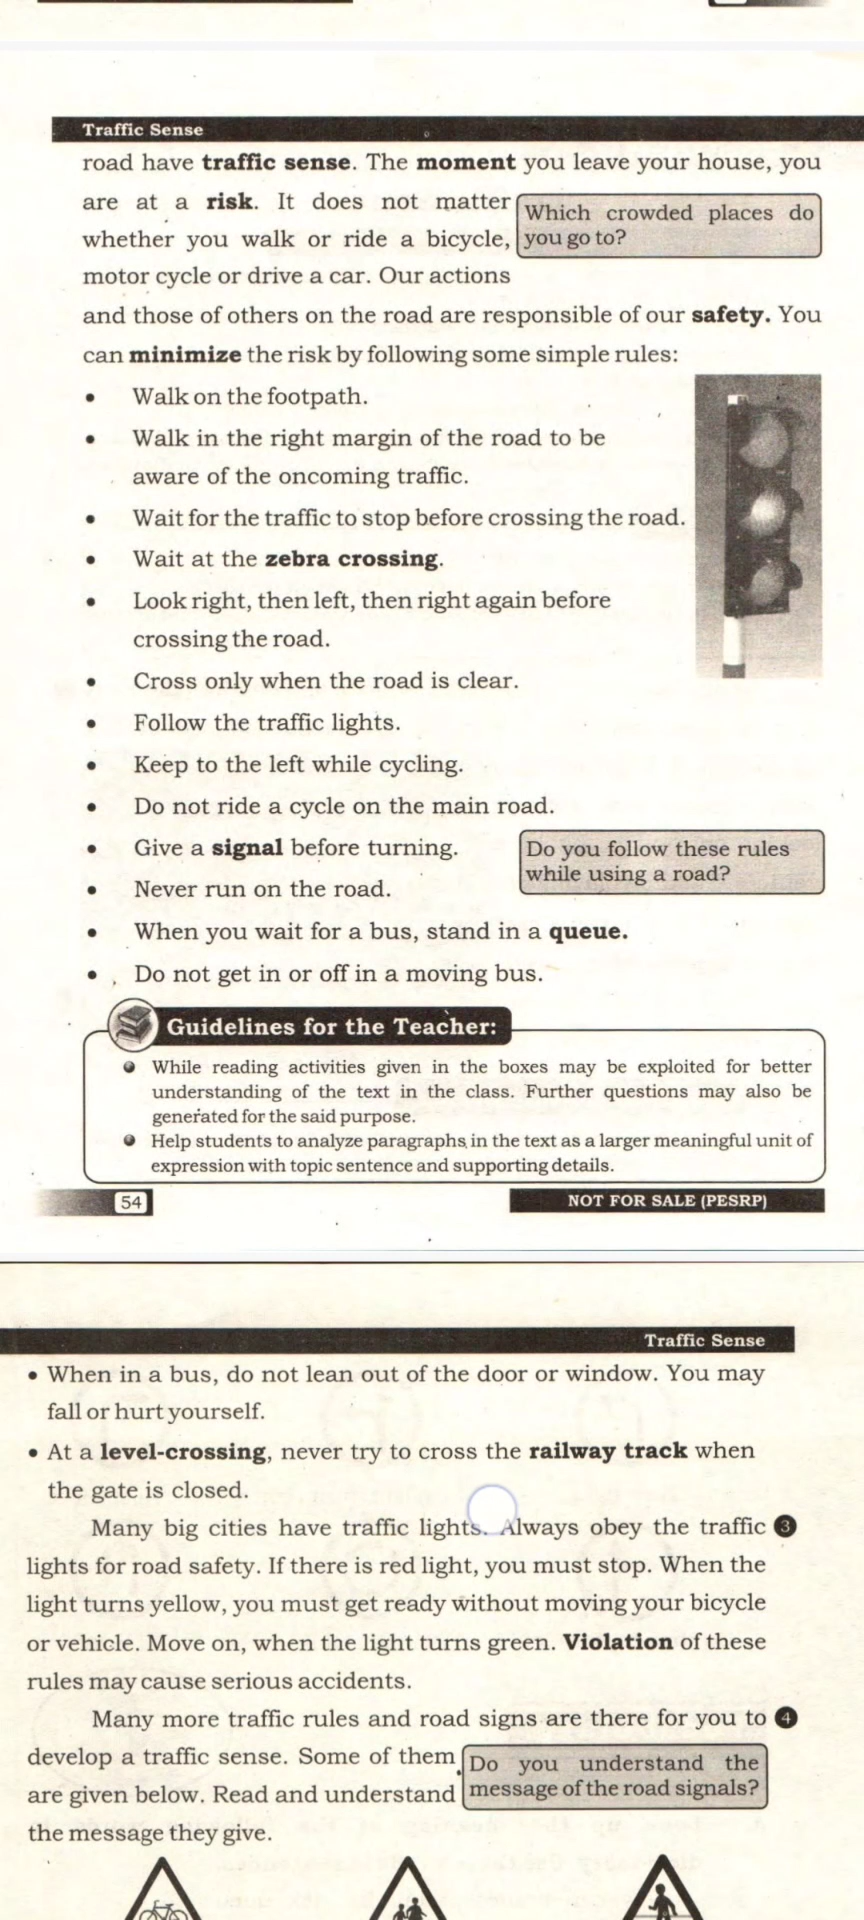 Traffic Sense
road have traffic sense. The moment you leave your house, you
are at a risk. It does not matter
whether you walk or ride a bicycle,
motor cycle or drive a car. Our actions
Which crowded places do
you go to?
and those of others on the road are responsible of our safety. You
can minimize the risk by following some simple rules:
• Walk on the footpath.
• Walk in the right margin of the road to be
aware of the oncoming traffic.
• Wait for the traffic to stop before crossing the road.
• Wait at the zebra crossing.
• Look right, then left, then right again before
crossing the road.
• Cross only when the road is clear.
• Follow the traffic lights.
• Keep to the left while cycling.
• Do not ride a cycle on the main road.
• Give a signal before turning.
• Never run on the road.
Do you follow these rules
while using a road?
• When you wait for a bus, stand in a queue.
• Do not get in or off in a moving bus.
Guidelines for the Teacher:
• While reading activities given in the boxes may be exploited for better
understanding of the text in the class. Further questions may also be
generated for the said purpose.
• Help students to analyze paragraphs in the text as a larger meaningful unit of
expression with topic sentence and supporting details.
54
NOT FOR SALE (PESRP)
Traffic Sense
• When in a bus, do not lean out of the door or window. You may
fall or hurt yourself.
• At a level-crossing, never try to cross the railway track when
the gate is closed.
Many big cities have traffic lights. Always obey the traffic 3
lights for road safety. If there is red light, you must stop. When the
light turns yellow, you must get ready without moving your bicycle
or vehicle. Move on, when the light turns green. Violation of these
rules may cause serious accidents.
Many more traffic rules and road signs are there for you to 4
develop a traffic sense. Some of them
are given below. Read and understand
Do you understand the
message of the road signals?
the message they give.